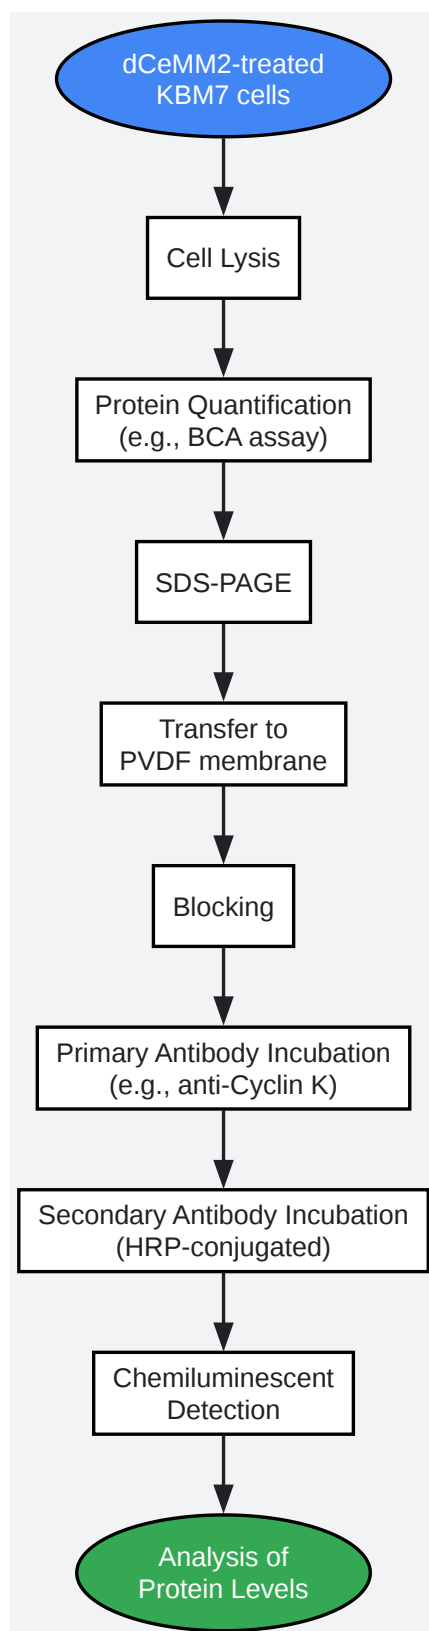 dCeMM2-treated
KBM7 cells
Cell Lysis
Protein Quantification
(e.g., BCA assay)
SDS-PAGE
Transfer to
PVDF membrane
Blocking
Primary Antibody Incubation
(e.g., anti-Cyclin K)
Secondary Antibody Incubation
(HRP-conjugated)
Chemiluminescent
Detection
Analysis of
Protein Levels